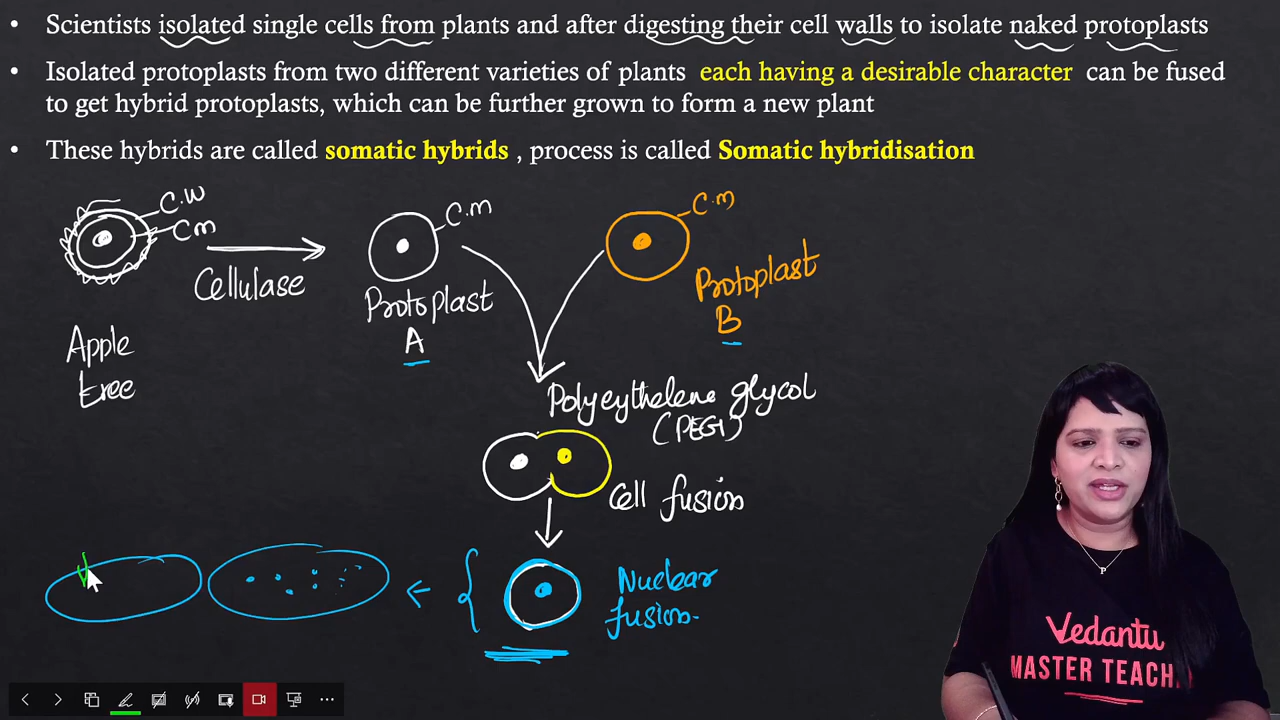 • Scientists isolated single cells from plants and after digesting their cell walls to isolate naked protoplasts
• Isolated protoplasts from two different varieties of plants each having a desirable character can be fused
to get hybrid protoplasts, which can be further grown to form a new plant
• These hybrids are called somatic hybrids , process is called Somatic hybridisation
C.W
Cm
Cellulase
Apple
tree
C.m
Protoplast
A
C.m
Protoplast
B
Polyeythelene glycol
(PEG)
Cell fusion
Nuclear
fusion.
Vedantu
MASTER TEACH